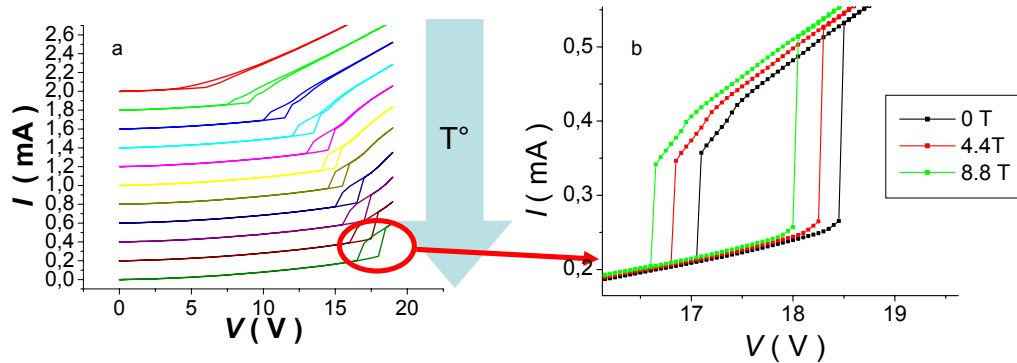 a
I ( mA)
2,6
2,4
2,2
2,0
1,8
1,6
1,4
1,2
1,0
0,8
0,6
0,4
0,2
0,0
0 5 10 15 20
V ( V )
T°
b
I ( mA)
0,5
0,4
0,3
0,2
17 18 19
V ( V )
0 T
4.4T
8.8 T